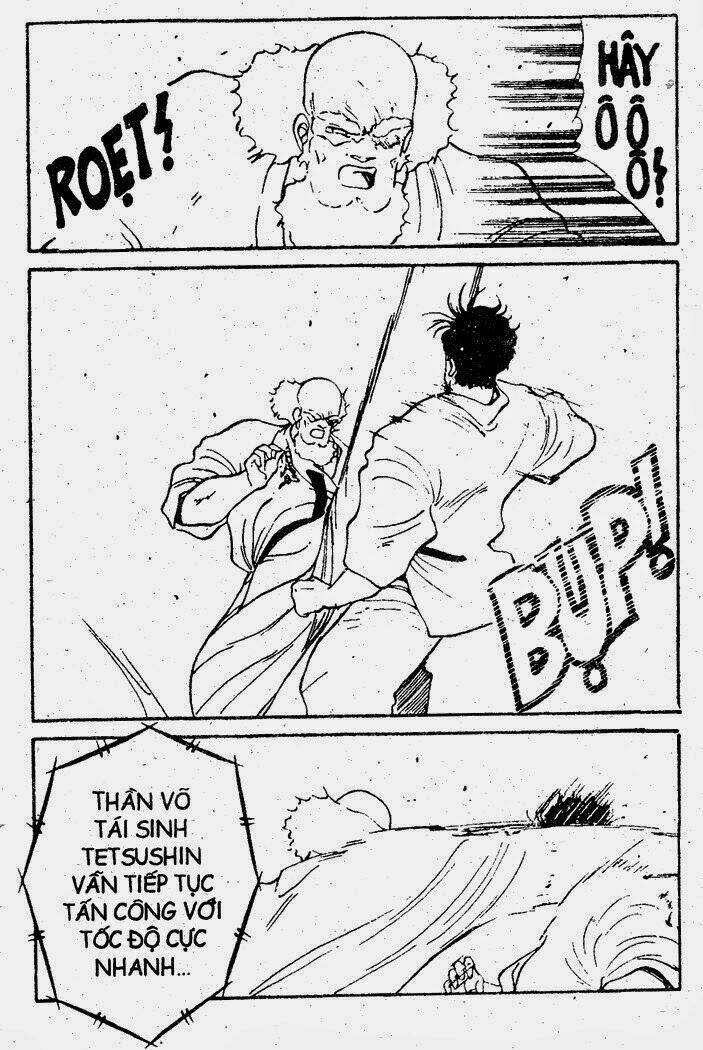 HÂY
Ô Ô
Ô!
ROẸT!
BỤP!
THẦN VÕ
TÁI SINH
TETSUSHIN
VẪN TIẾP TỤC
TẤN CÔNG VỚI
TỐC ĐỘ CỰC
NHANH...